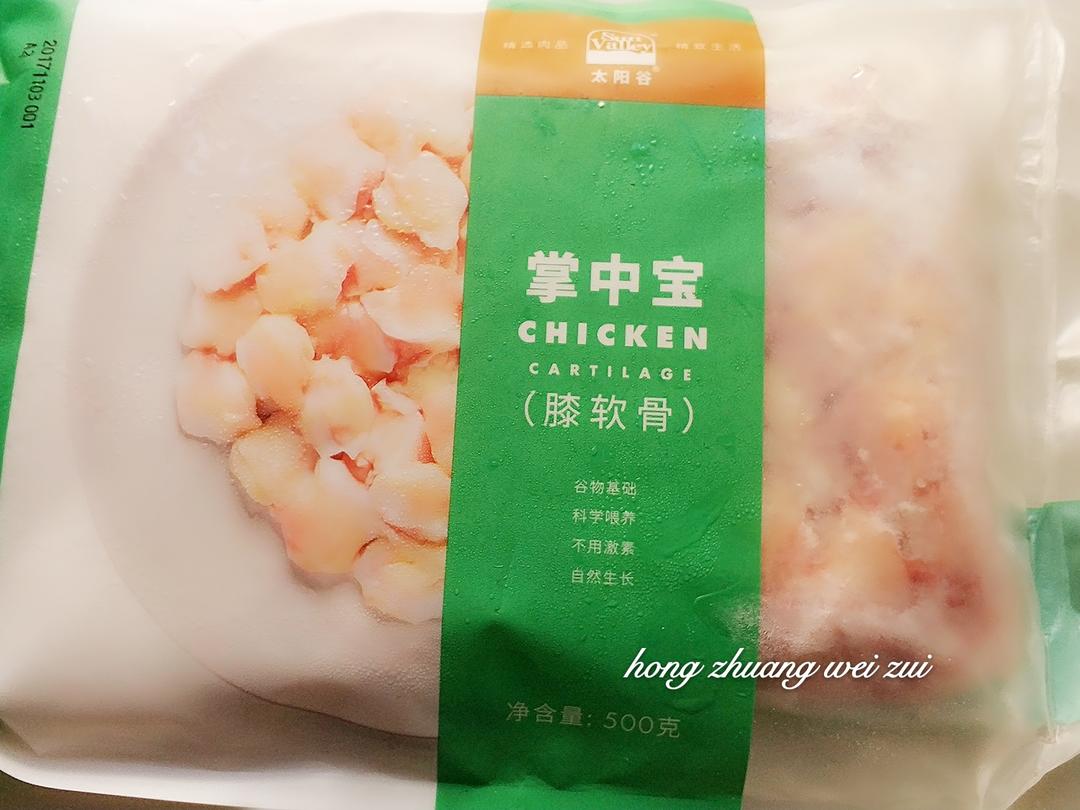 20171103 001
A2
精选肉品
Sun Valley
精致生活
太阳谷
掌中宝
CHICKEN
CARTILAGE
（膝软骨）
谷物基础
科学喂养
不用激素
自然生长
hong zhuang wei zui
净含量: 500克